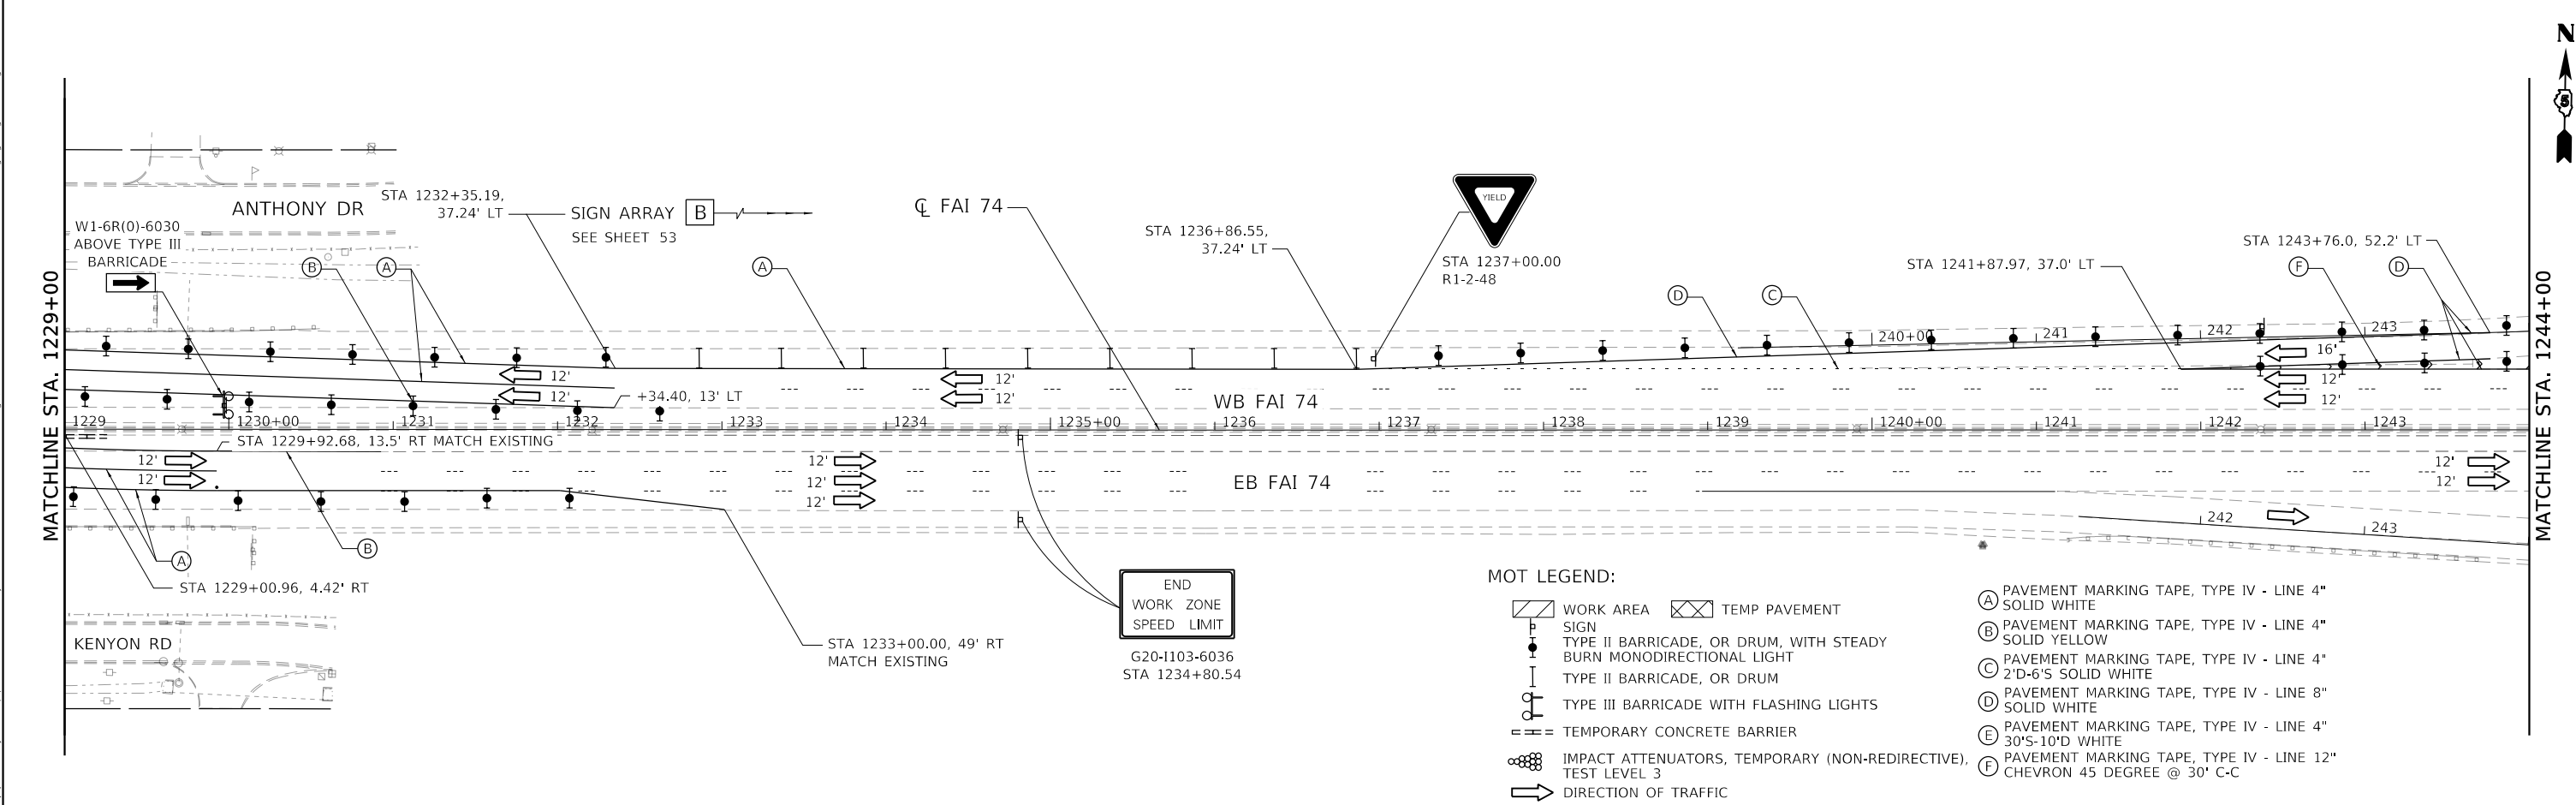 N
5
ANTHONY DR
STA 1232+35.19,
37.24' LT
SIGN ARRAY B
SEE SHEET 53
℄ FAI 74
W1-6R(0)-6030
ABOVE TYPE III
BARRICADE
B
A
A
STA 1236+86.55,
37.24' LT
YIELD
STA 1237+00.00
R1-2-48
D
C
STA 1241+87.97, 37.0' LT
STA 1243+76.0, 52.2' LT
F
D
MATCHLINE STA. 1229+00
MATCHLINE STA. 1244+00
240+00
241
242
243
16'
12'
12'
12'
12'
12'
12'
+34.40, 13' LT
WB FAI 74
1229
1230+00
1231
1232
1233
1234
1235+00
1236
1237
1238
1239
1240+00
1241
1242
1243
STA 1229+92.68, 13.5' RT MATCH EXISTING
12'
12'
12'
12'
12'
12'
12'
EB FAI 74
242
243
A
B
STA 1229+00.96, 4.42' RT
KENYON RD
STA 1233+00.00, 49' RT
MATCH EXISTING
END
WORK ZONE
SPEED LIMIT
G20-I103-6036
STA 1234+80.54
MOT LEGEND:
WORK AREA
TEMP PAVEMENT
SIGN
TYPE II BARRICADE, OR DRUM, WITH STEADY
BURN MONODIRECTIONAL LIGHT
TYPE II BARRICADE, OR DRUM
TYPE III BARRICADE WITH FLASHING LIGHTS
TEMPORARY CONCRETE BARRIER
IMPACT ATTENUATORS, TEMPORARY (NON-REDIRECTIVE),
TEST LEVEL 3
DIRECTION OF TRAFFIC
A PAVEMENT MARKING TAPE, TYPE IV - LINE 4"
SOLID WHITE
B PAVEMENT MARKING TAPE, TYPE IV - LINE 4"
SOLID YELLOW
C PAVEMENT MARKING TAPE, TYPE IV - LINE 4"
2'D-6'S SOLID WHITE
D PAVEMENT MARKING TAPE, TYPE IV - LINE 8"
SOLID WHITE
E PAVEMENT MARKING TAPE, TYPE IV - LINE 4"
30'S-10'D WHITE
F PAVEMENT MARKING TAPE, TYPE IV - LINE 12"
CHEVRON 45 DEGREE @ 30' C-C